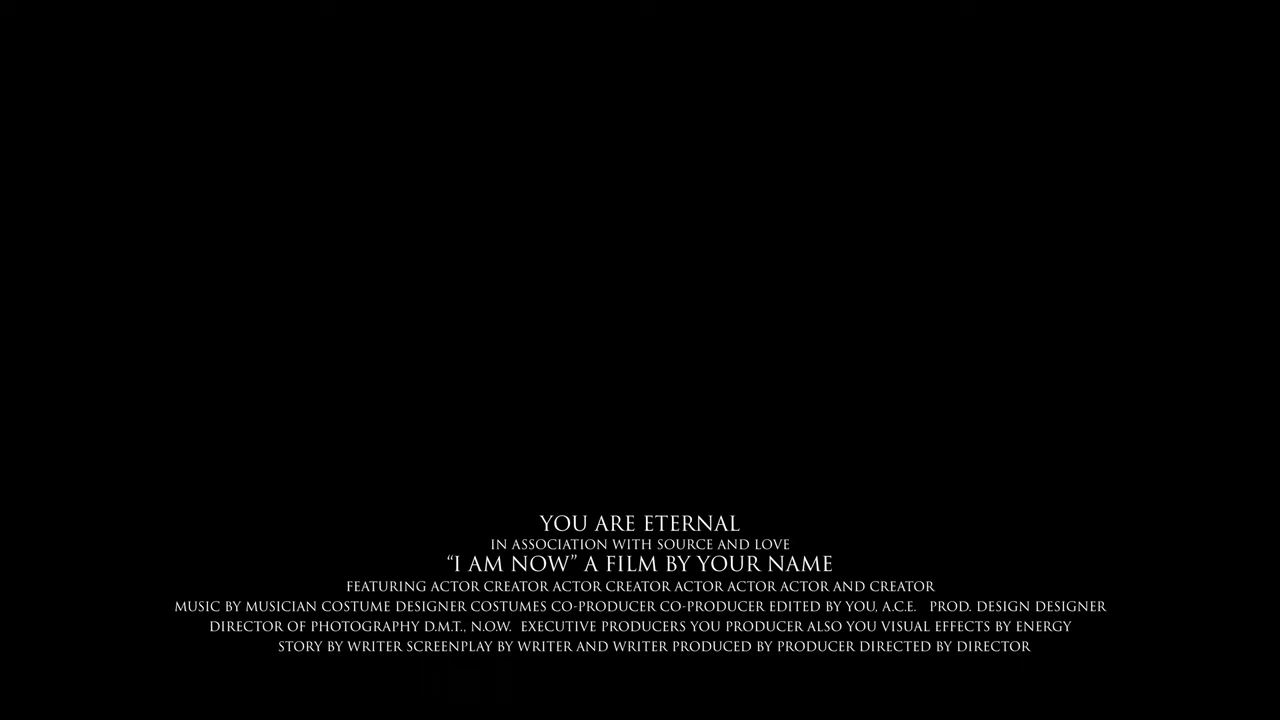 YOU ARE ETERNAL
IN ASSOCIATION WITH SOURCE AND LOVE
“I AM NOW” A FILM BY YOUR NAME
FEATURING ACTOR CREATOR ACTOR CREATOR ACTOR ACTOR ACTOR AND CREATOR
MUSIC BY MUSICIAN COSTUME DESIGNER COSTUMES CO-PRODUCER CO-PRODUCER EDITED BY YOU, A.C.E. PROD. DESIGN DESIGNER
DIRECTOR OF PHOTOGRAPHY D.M.T., N.O.W. EXECUTIVE PRODUCERS YOU PRODUCER ALSO YOU VISUAL EFFECTS BY ENERGY
STORY BY WRITER SCREENPLAY BY WRITER AND WRITER PRODUCED BY PRODUCER DIRECTED BY DIRECTOR